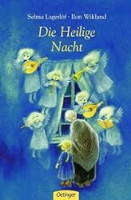 Selma Lagerlöf / Ilon Wikland
Die Heilige
Nacht
Oetinger